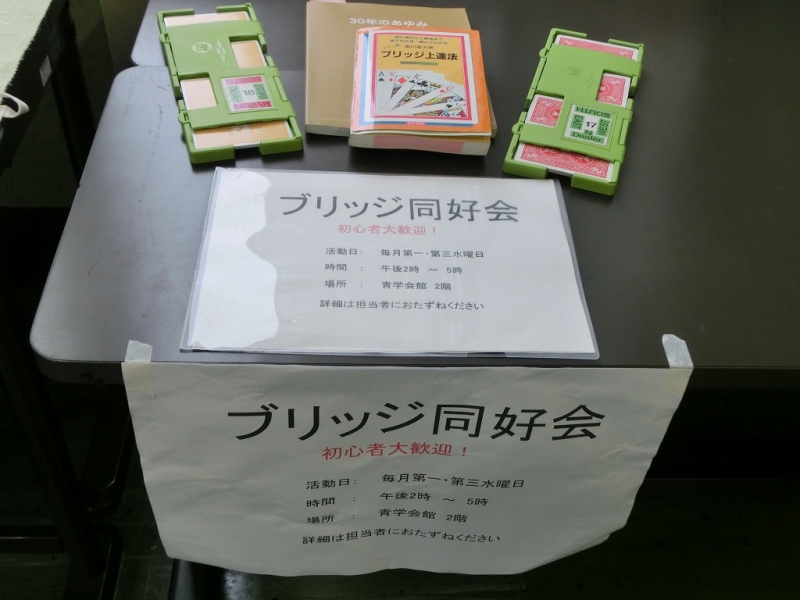 30年のあゆみ
ブリッジ上達法
18
SOUTH
17
N
Dealer
ブリッジ同好会
初心者大歓迎！
活動日： 毎月第一・第三水曜日
時間 ： 午後2時 ～ 5時
場所 ： 青学会館 2階
詳細は担当者におたずねください
ブリッジ同好会
初心者大歓迎！
活動日： 毎月第一・第三水曜日
時間 ： 午後2時 ～ 5時
場所 ： 青学会館 2階
詳細は担当者におたずねください